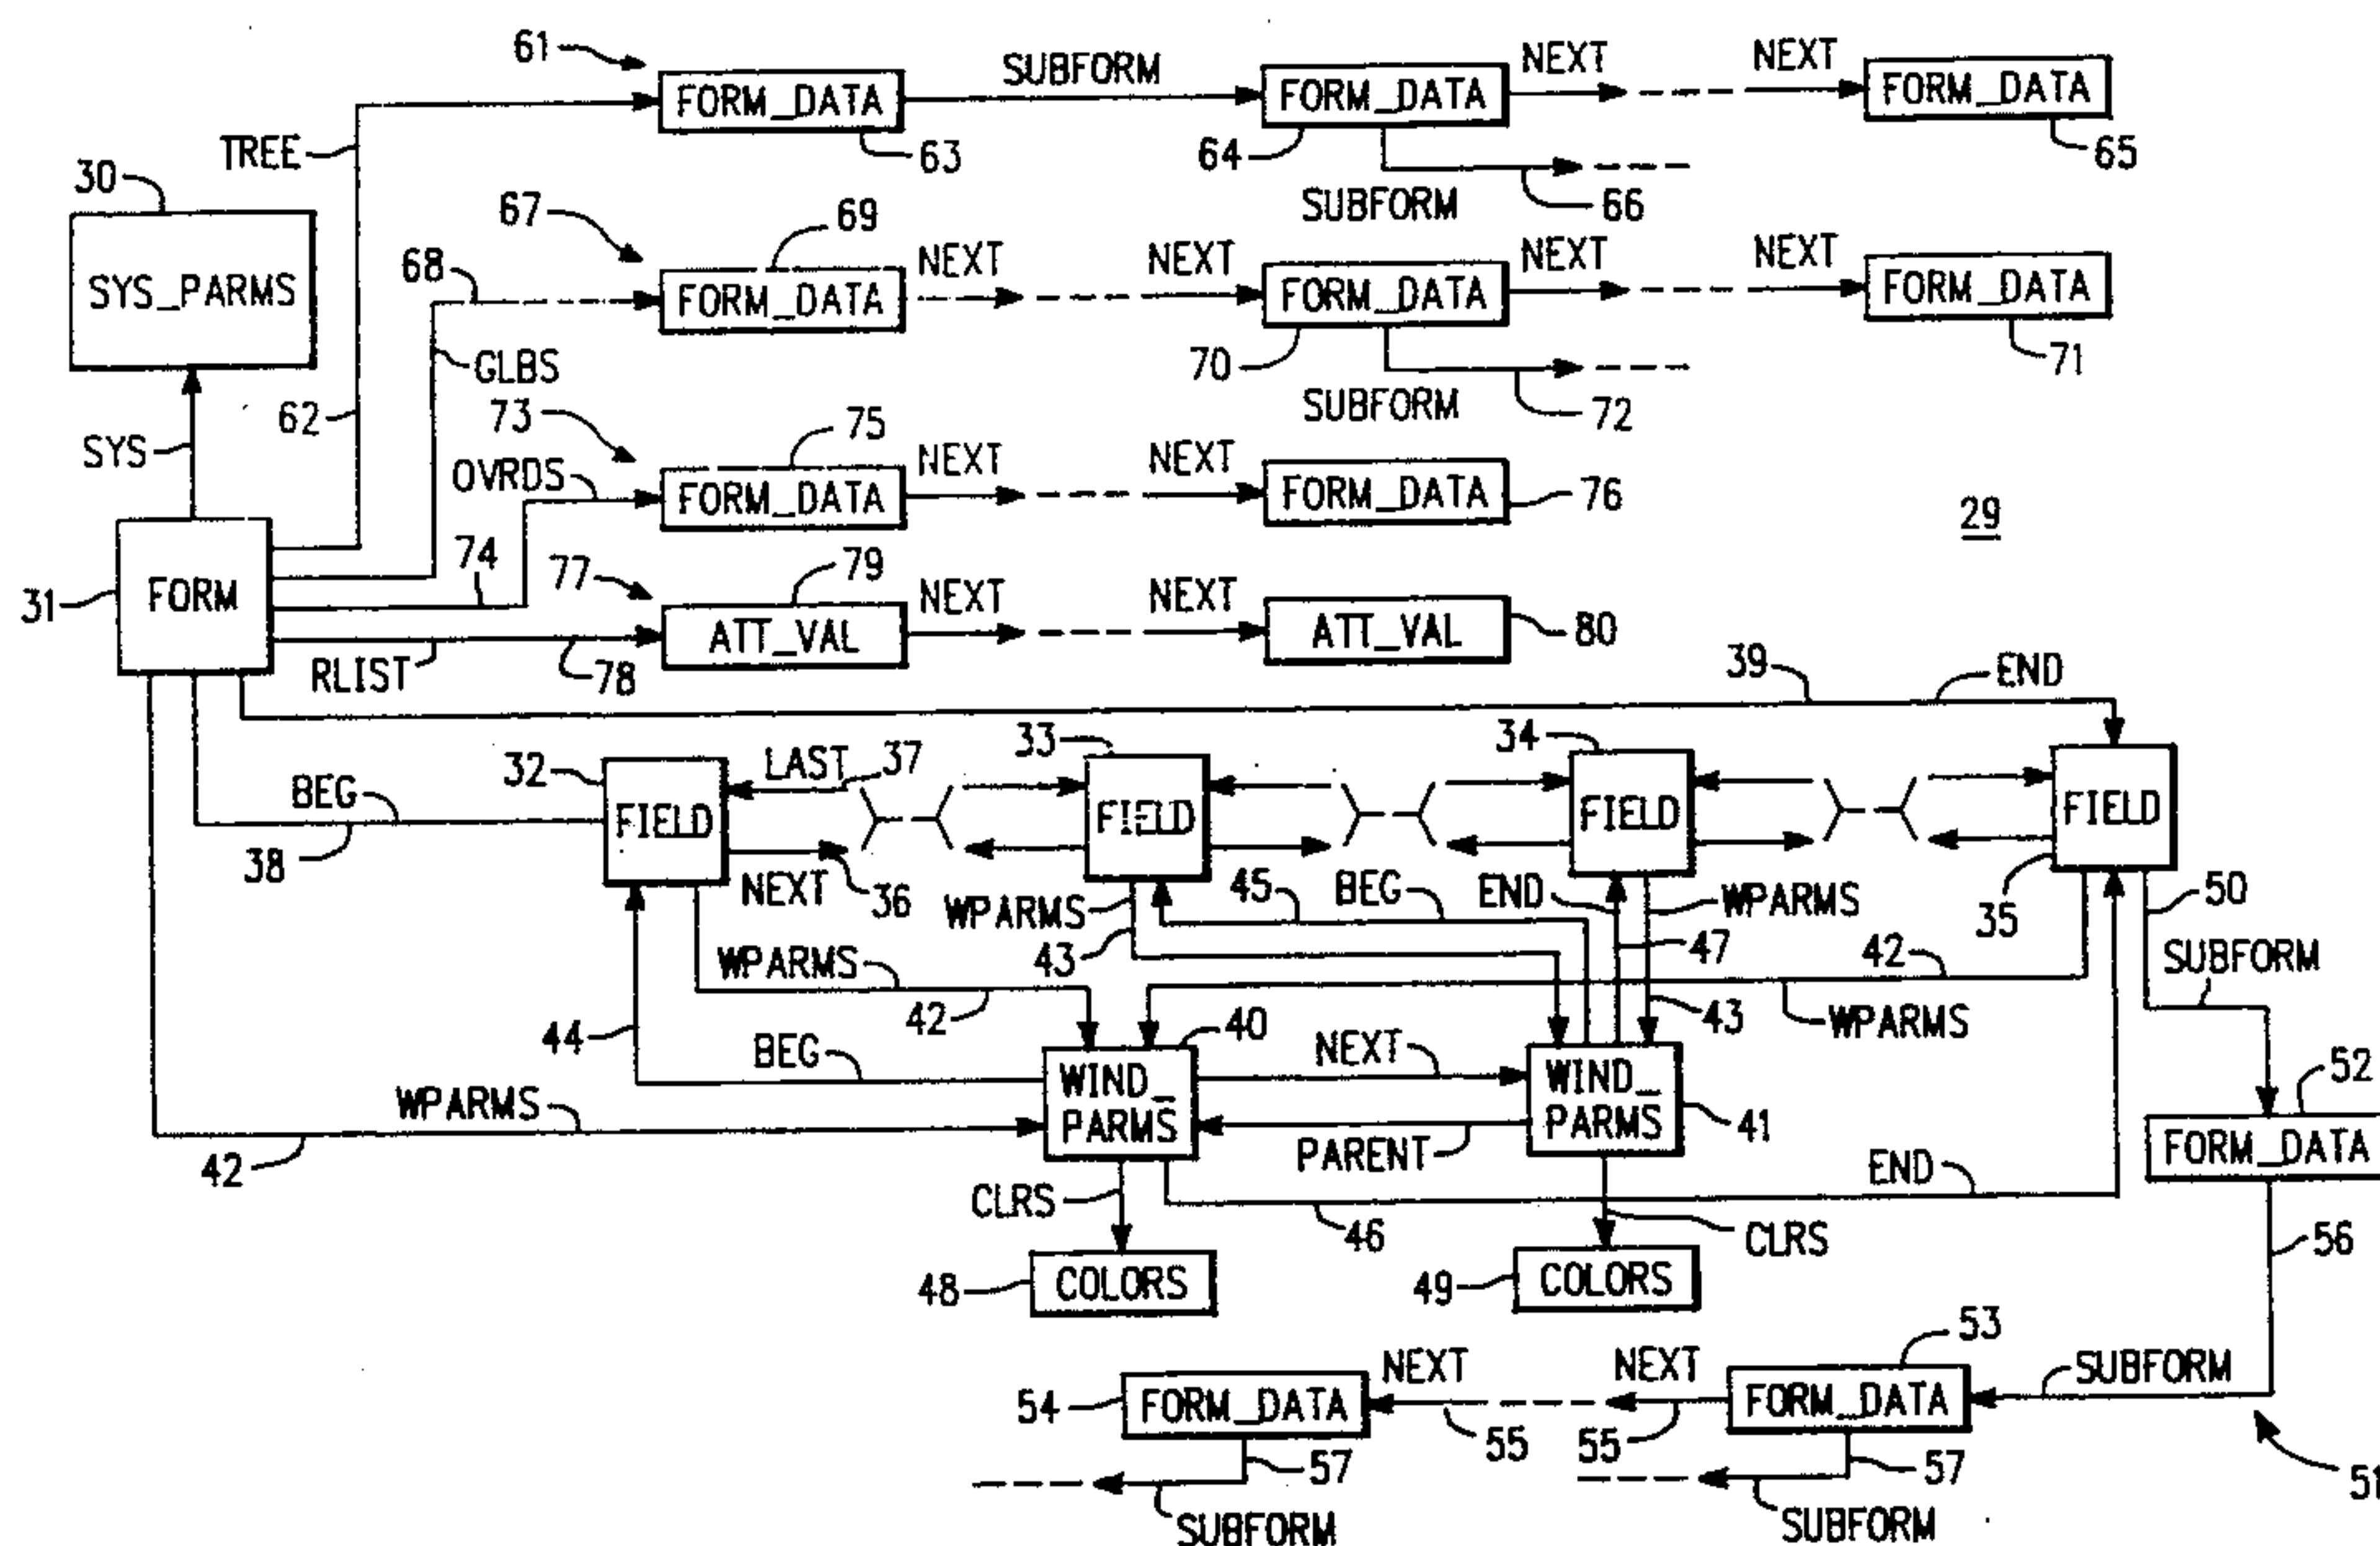 61
FORM_DATA
SUBFORM
FORM_DATA
NEXT
NEXT
FORM_DATA
TREE
63
64
65
30
SUBFORM
66
SYS_PARMS
67
69
68
FORM_DATA
NEXT
NEXT
FORM_DATA
NEXT
NEXT
FORM_DATA
GLBS
70
71
SUBFORM
72
62
73
75
SYS
OVRDS
FORM_DATA
NEXT
NEXT
FORM_DATA
76
29
74
77
79
31
FORM
ATT_VAL
NEXT
NEXT
ATT_VAL
80
RLIST
78
39
END
32
LAST
37
33
34
BEG
FIELD
FIELD
FIELD
FIELD
38
NEXT
36
WPARMS
45
BEG
END
WPARMS
35
50
WPARMS
43
47
42
SUBFORM
44
42
43
WPARMS
BEG
40
NEXT
WIND_
PARMS
WIND_
PARMS
41
52
WPARMS
42
PARENT
FORM_DATA
CLRS
END
46
CLRS
56
48
COLORS
49
COLORS
53
NEXT
NEXT
SUBFORM
54
FORM_DATA
FORM_DATA
55
55
57
57
51
SUBFORM
SUBFORM